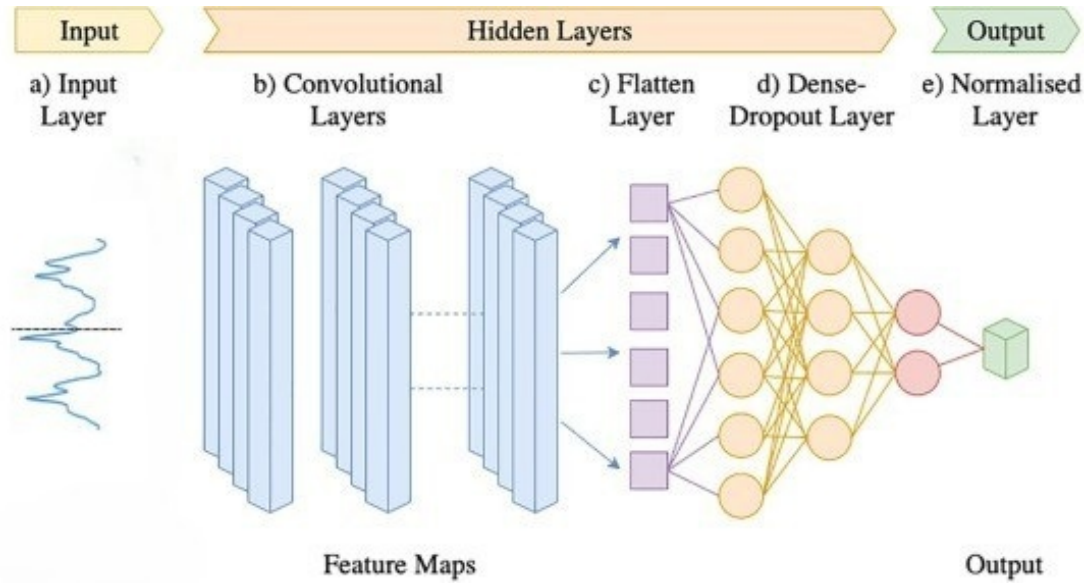 Input
Hidden Layers
Output
a) Input
Layer
b) Convolutional
Layers
c) Flatten
Layer
d) Dense-
Dropout Layer
e) Normalised
Layer
Feature Maps
Output